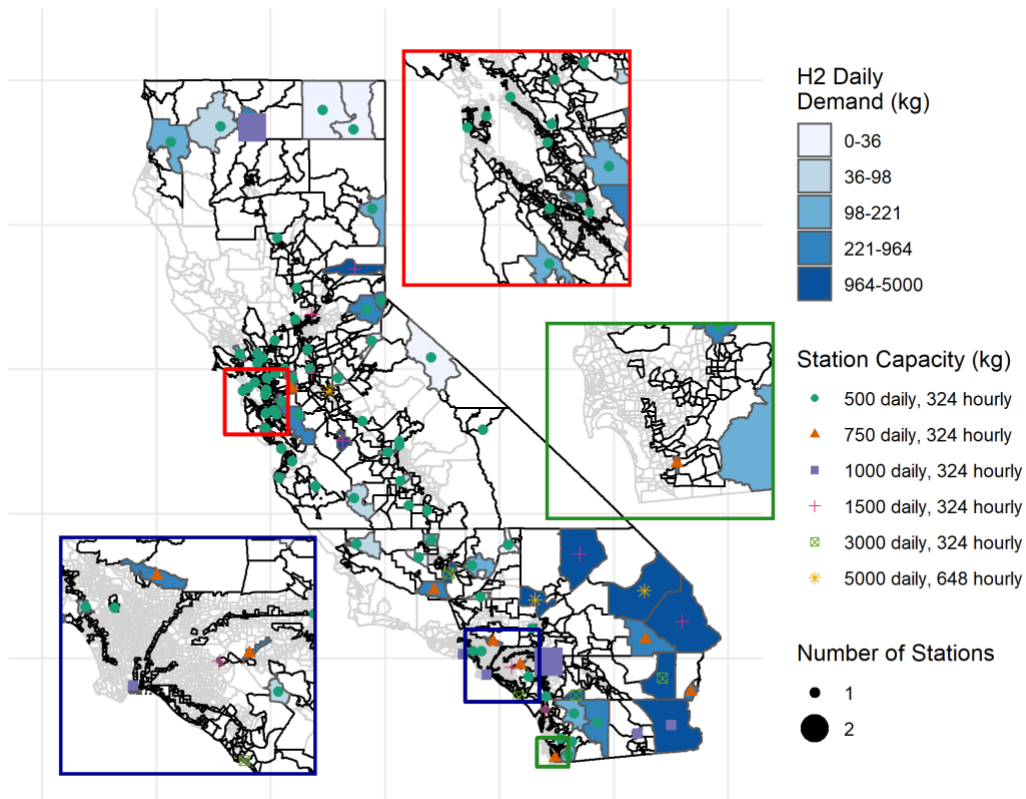 H2 Daily
Demand (kg)
0-36
36-98
98-221
221-964
964-5000
Station Capacity (kg)
500 daily, 324 hourly
750 daily, 324 hourly
1000 daily, 324 hourly
1500 daily, 324 hourly
3000 daily, 324 hourly
5000 daily, 648 hourly
Number of Stations
1
2